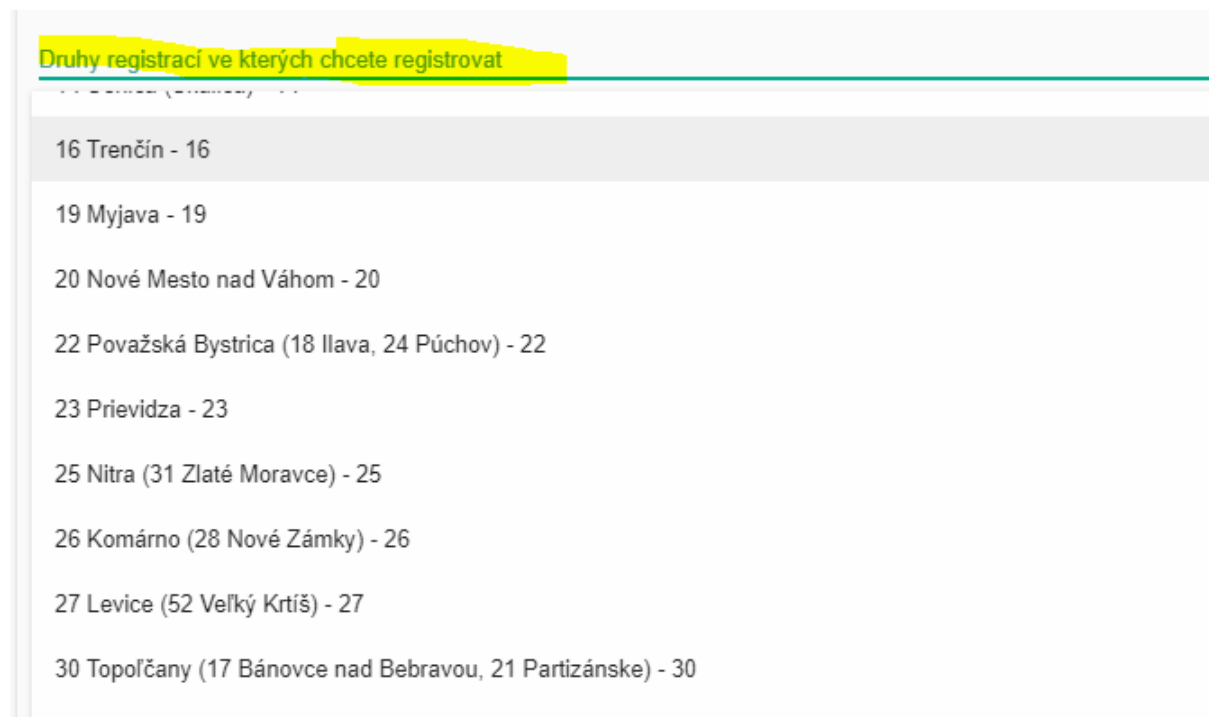 Druhy registrací ve kterých chcete registrovat
16 Trenčín - 16
19 Myjava - 19
20 Nové Mesto nad Váhom - 20
22 Považská Bystrica (18 Ilava, 24 Púchov) - 22
23 Prievidza - 23
25 Nitra (31 Zlaté Moravce) - 25
26 Komárno (28 Nové Zámky) - 26
27 Levice (52 Veľký Krtíš) - 27
30 Topoľčany (17 Bánovce nad Bebravou, 21 Partizánske) - 30